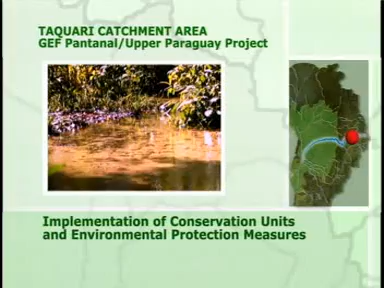 TAQUARI CATCHMENT AREA
GEF Pantanal/Upper Paraguay Project
Implementation of Conservation Units
and Environmental Protection Measures